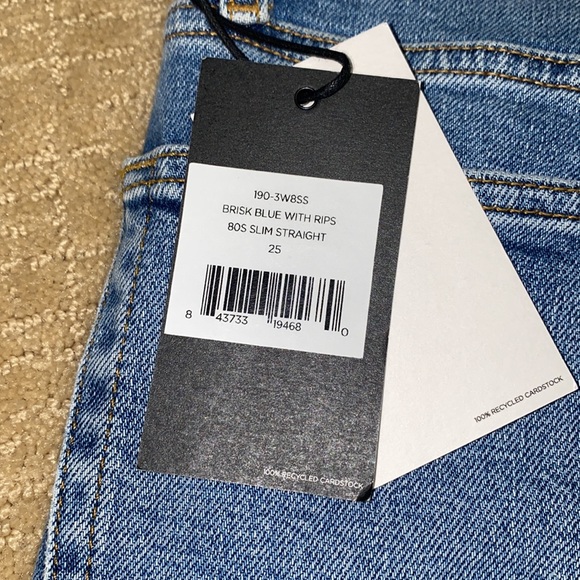 190-3W8SS
BRISK BLUE WITH RIPS
80S SLIM STRAIGHT
25
8 43733 19468 0
100% RECYCLED CARDSTOCK
100% RECYCLED CARDSTOCK